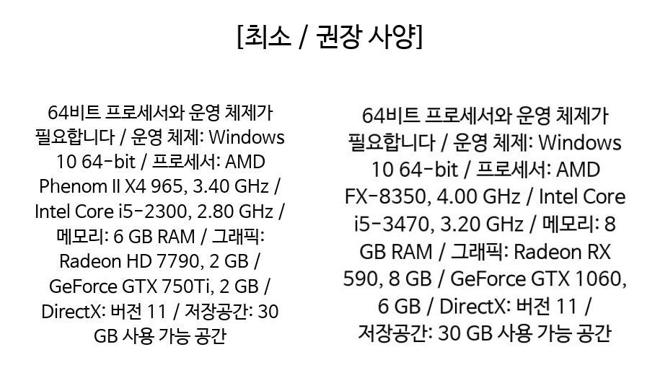 [최소 / 권장 사양]
64비트 프로세서와 운영 체제가
필요합니다 / 운영 체제: Windows
10 64-bit / 프로세서: AMD
Phenom II X4 965, 3.40 GHz /
Intel Core i5-2300, 2.80 GHz /
메모리: 6 GB RAM / 그래픽:
Radeon HD 7790, 2 GB /
GeForce GTX 750Ti, 2 GB /
DirectX: 버전 11 / 저장공간: 30
GB 사용 가능 공간
64비트 프로세서와 운영 체제가
필요합니다 / 운영 체제: Windows
10 64-bit / 프로세서: AMD
FX-8350, 4.00 GHz / Intel Core
i5-3470, 3.20 GHz / 메모리: 8
GB RAM / 그래픽: Radeon RX
590, 8 GB / GeForce GTX 1060,
6 GB / DirectX: 버전 11 /
저장공간: 30 GB 사용 가능 공간